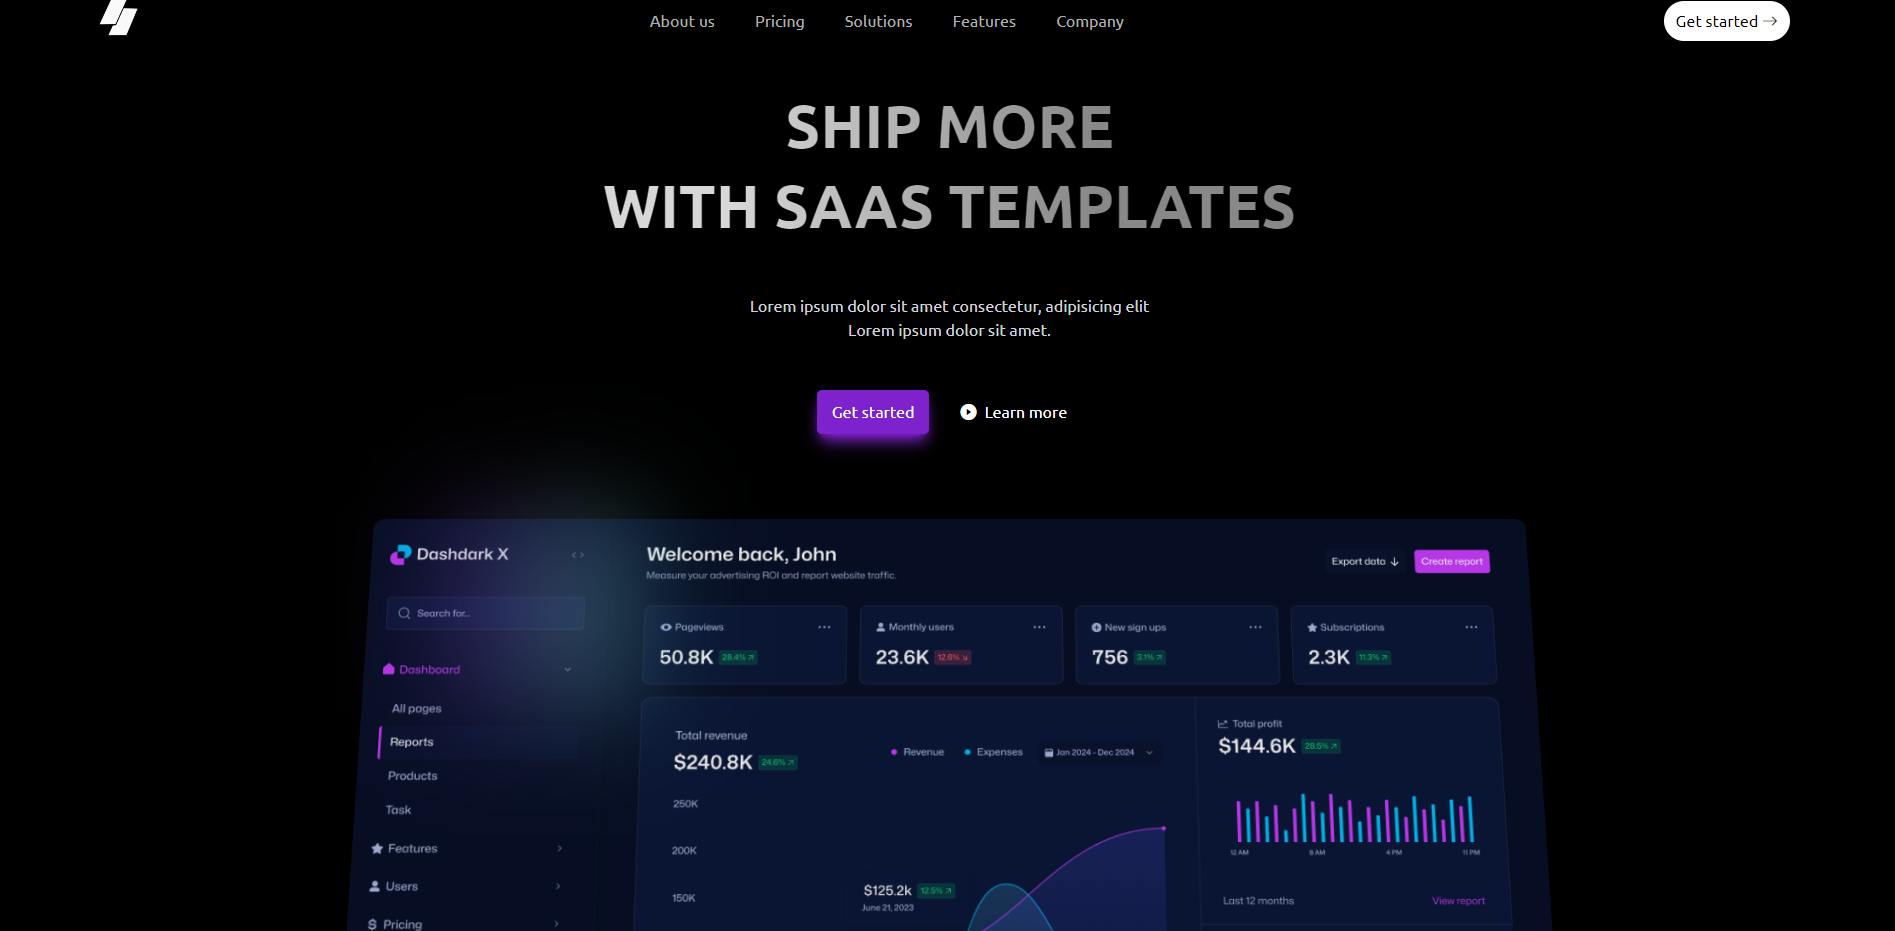 About us
Pricing
Solutions
Features
Company
Get started
SHIP MORE
WITH SAAS TEMPLATES
Lorem ipsum dolor sit amet consectetur, adipisicing elit
Lorem ipsum dolor sit amet.
Get started
Learn more
Dashdark X
Search for...
Dashboard
All pages
Reports
Products
Task
Features
Users
Pricing
Welcome back, John
Measure your advertising ROI and report website traffic.
Export data
Create report
Pageviews
50.8K 28.4%
Monthly users
23.6K 12.6%
New sign ups
756 3.1%
Subscriptions
2.3K 11.3%
Total revenue
$240.8K 24.6%
Revenue
Expenses
Jan 2024 - Dec 2024
250K
200K
150K
$125.2k 12.5%
June 21, 2023
Total profit
$144.6K 28.5%
12 AM
8 AM
4 PM
11 PM
Last 12 months
View report